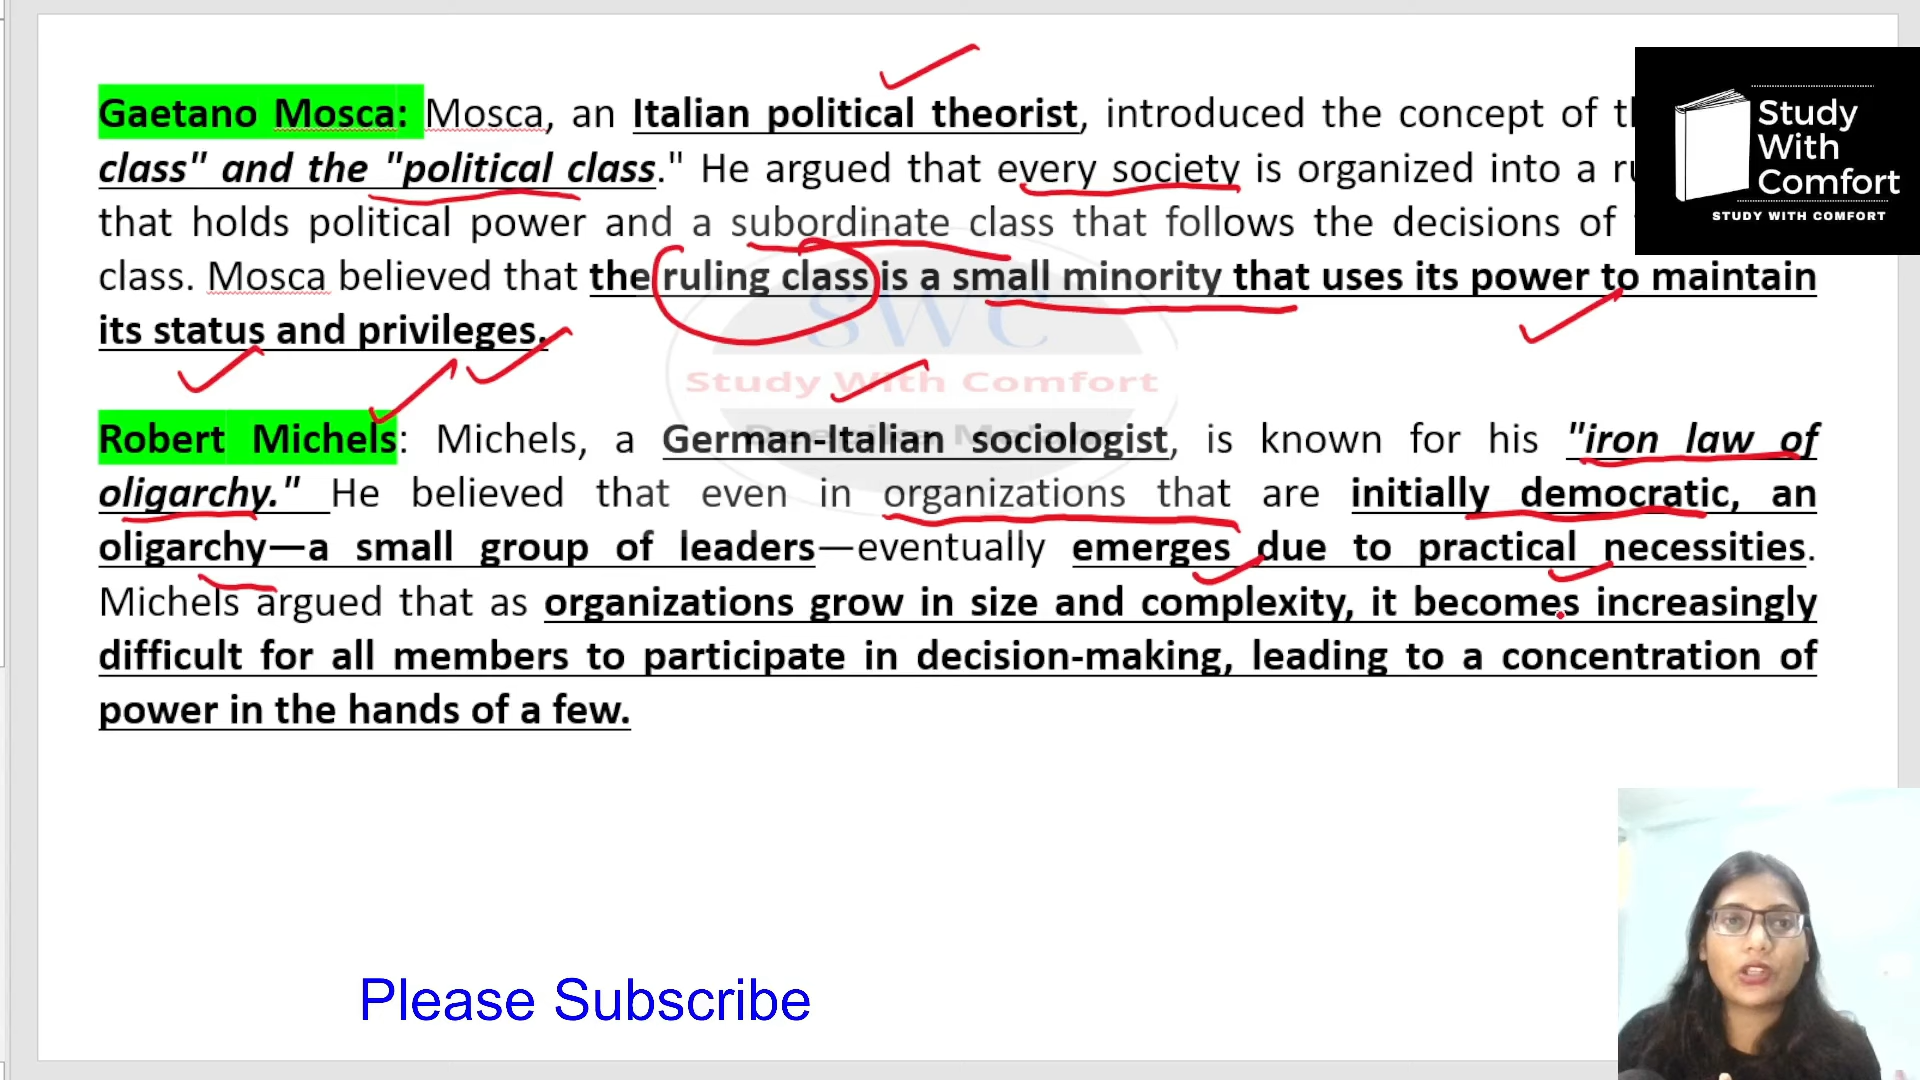 Gaetano Mosca: Mosca, an Italian political theorist, introduced the concept of
class" and the "political class." He argued that every society is organized into a
that holds political power and a subordinate class that follows the decisions of
class. Mosca believed that the ruling class is a small minority that uses its power to maintain
its status and privileges.
Robert Michels: Michels, a German-Italian sociologist, is known for his "iron law of
oligarchy." He believed that even in organizations that are initially democratic, an
oligarchy—a small group of leaders—eventually emerges due to practical necessities.
Michels argued that as organizations grow in size and complexity, it becomes increasingly
difficult for all members to participate in decision-making, leading to a concentration of
power in the hands of a few.
Study
With
Comfort
STUDY WITH COMFORT
SWC
Study With Comfort
Please Subscribe